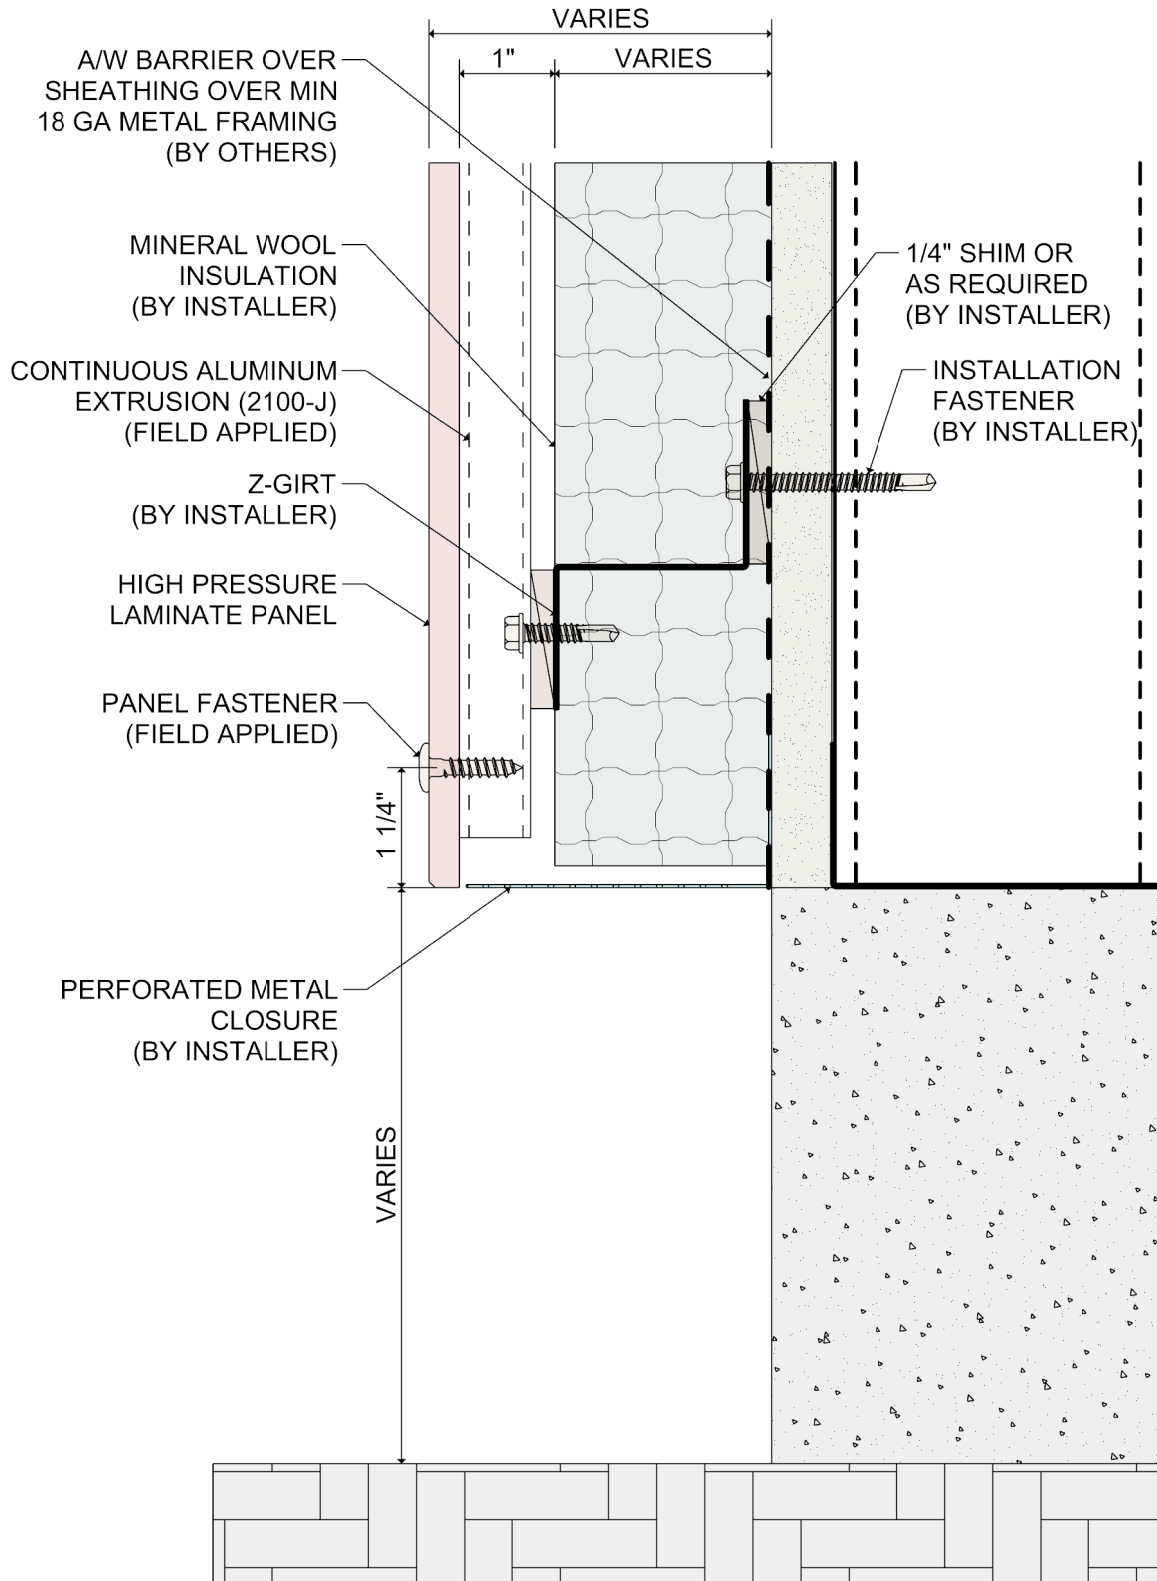 VARIES
1"
VARIES
A/W BARRIER OVER
SHEATHING OVER MIN
18 GA METAL FRAMING
(BY OTHERS)
MINERAL WOOL
INSULATION
(BY INSTALLER)
1/4" SHIM OR
AS REQUIRED
(BY INSTALLER)
CONTINUOUS ALUMINUM
EXTRUSION (2100-J)
(FIELD APPLIED)
INSTALLATION
FASTENER
(BY INSTALLER)
Z-GIRT
(BY INSTALLER)
HIGH PRESSURE
LAMINATE PANEL
PANEL FASTENER
(FIELD APPLIED)
1 1/4"
PERFORATED METAL
CLOSURE
(BY INSTALLER)
VARIES